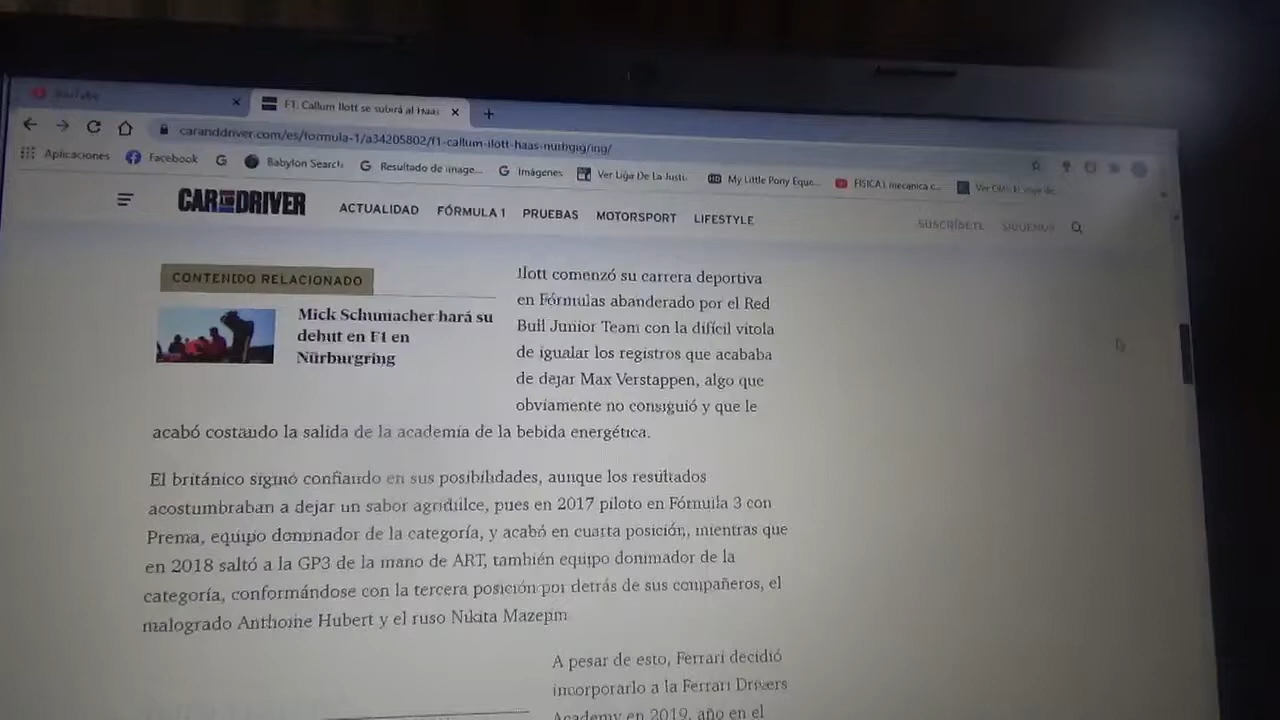 YouTube
F1: Callum Ilott se subirá al Haas
caranddriver.com/es/formula-1/a34205802/f1-callum-ilott-haas-nurbgig/ing/
Aplicaciones Facebook Babylon Search Resultado de image... Imágenes Ver Liga De La Justi. My Little Pony Eque... FISICA I mecanica c...
CAR AND DRIVER ACTUALIDAD FÓRMULA 1 PRUEBAS MOTORSPORT LIFESTYLE SUSCRÍBETE SÍGUENOS
CONTENIDO RELACIONADO
Mick Schumacher hará su
debut en F1 en
Nürburgring
Ilott comenzó su carrera deportiva
en Fórmulas abanderado por el Red
Bull Junior Team con la difícil vitola
de igualar los registros que acababa
de dejar Max Verstappen, algo que
obviamente no consiguió y que le
acabó costando la salida de la academia de la bebida energética.
El británico siguió confiando en sus posibilidades, aunque los resultados
acostumbraban a dejar un sabor agridulce, pues en 2017 piloto en Fórmula 3 con
Prema, equipo dominador de la categoría, y acabó en cuarta posición, mientras que
en 2018 saltó a la GP3 de la mano de ART, también equipo dominador de la
categoría, conformándose con la tercera posición por detrás de sus compañeros, el
malogrado Anthoine Hubert y el ruso Nikita Mazepin
A pesar de esto, Ferrari decidió
incorporarlo a la Ferrari Drivers
Academy en 2019, año en el